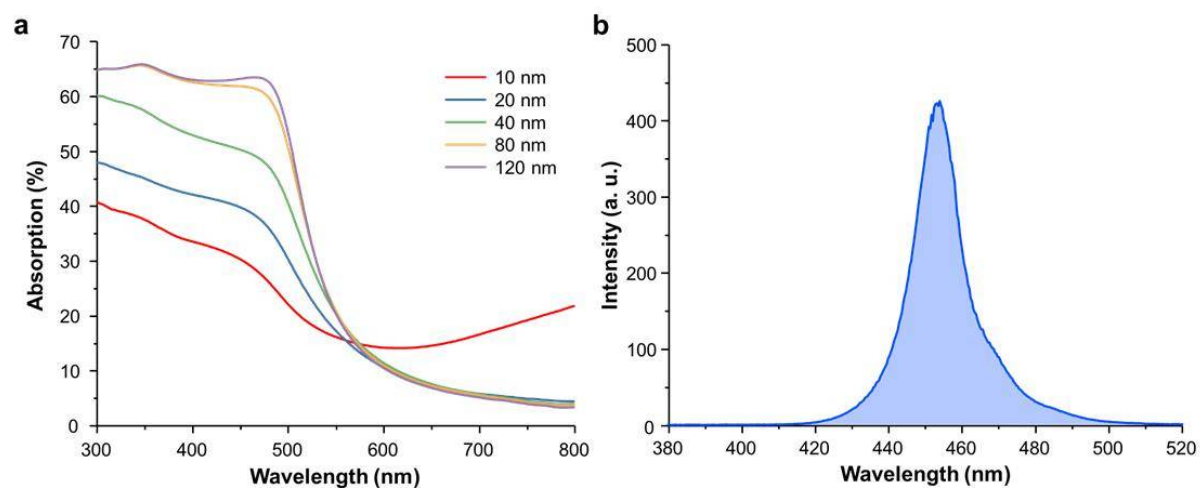 a
70
60
50
40
30
20
10
0
300 400 500 600 700 800
Absorption (%)
Wavelength (nm)
10 nm
20 nm
40 nm
80 nm
120 nm
b
500
400
300
200
100
0
380 400 420 440 460 480 500 520
Intensity (a. u.)
Wavelength (nm)